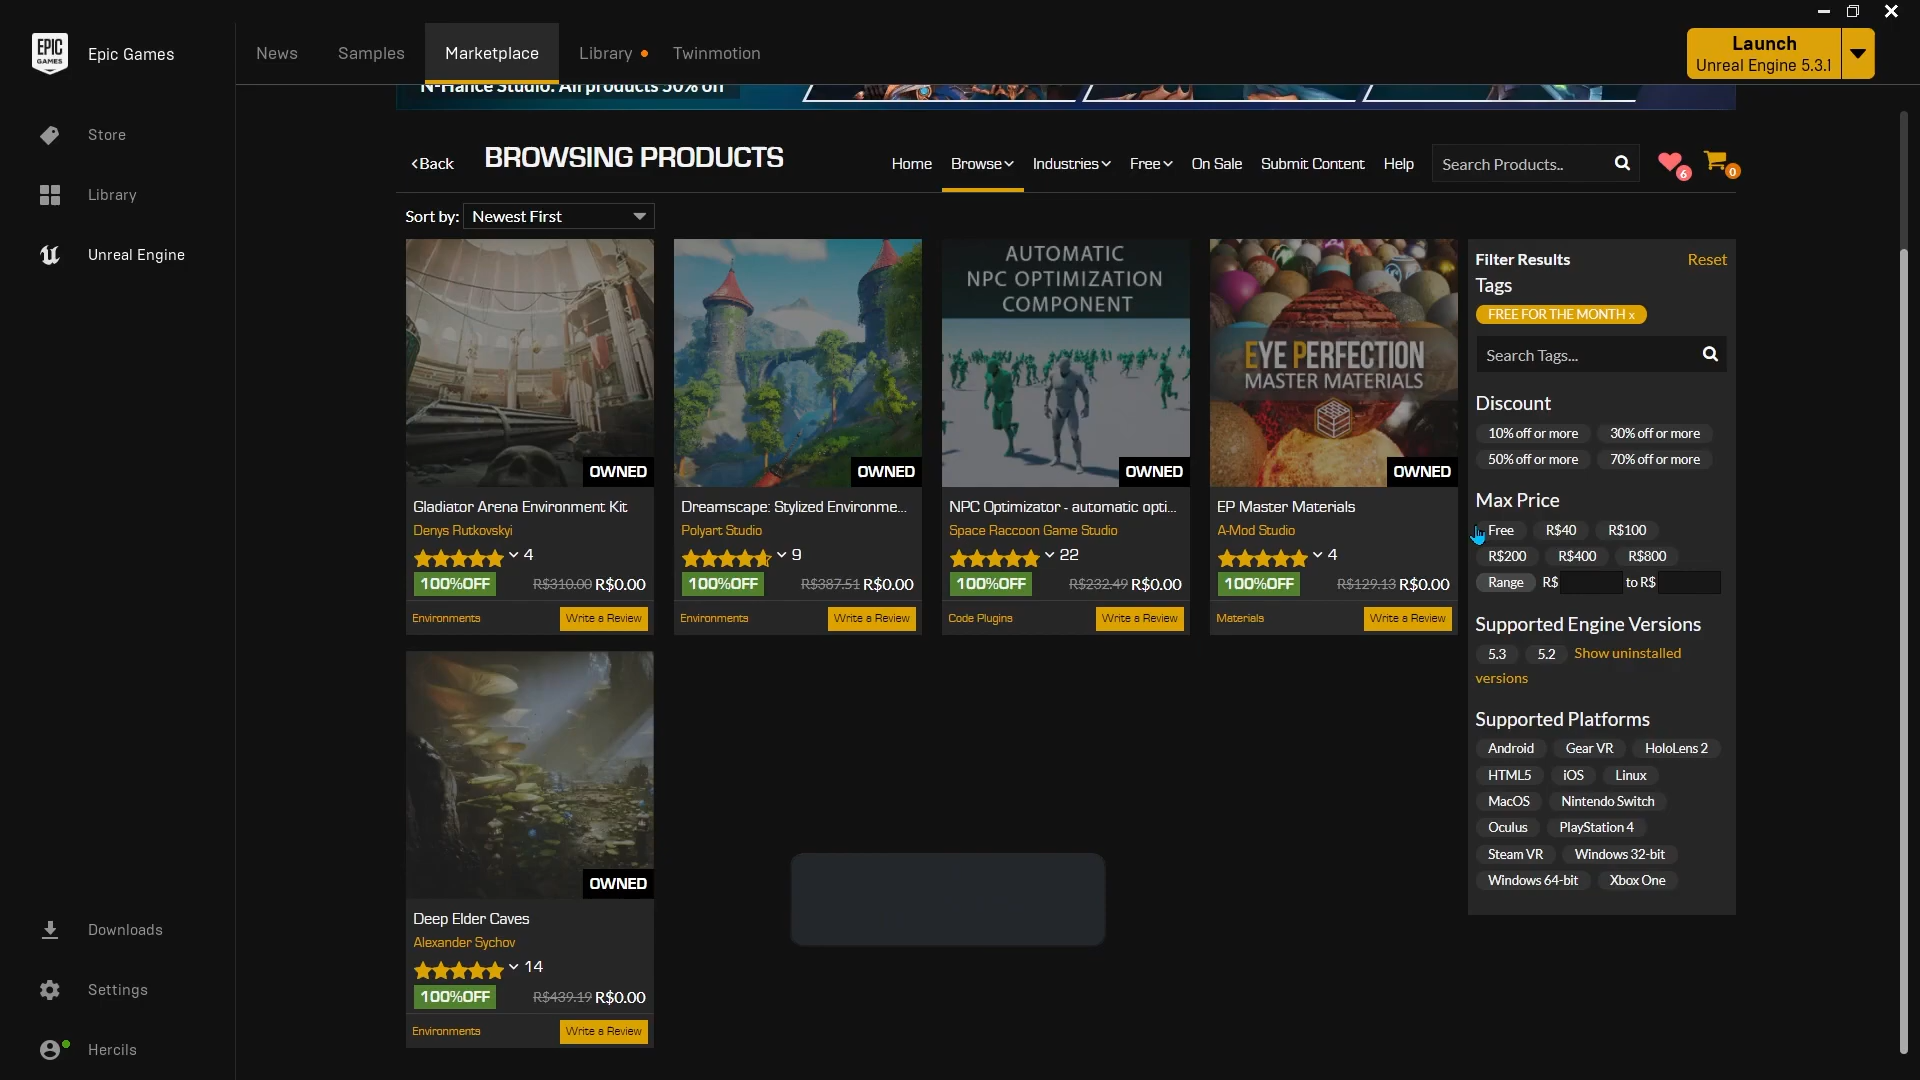 EPIC
GAMES
Epic Games
News
Samples
Marketplace
Library
Twinmotion
Launch
Unreal Engine 5.3.1
Store
Library
Unreal Engine
N-Hance Studio: All products 50% off
<Back
BROWSING PRODUCTS
Home
Browse
Industries
Free
On Sale
Submit Content
Help
Search Products..
6
0
Sort by:
Newest First
OWNED
Gladiator Arena Environment Kit
Denys Rutkovskyi
4
100%OFF
R$310.00 R$0.00
Environments
Write a Review
OWNED
Dreamscape: Stylized Environme...
Polyart Studio
9
100%OFF
R$387.51 R$0.00
Environments
Write a Review
AUTOMATIC
NPC OPTIMIZATION
COMPONENT
OWNED
NPC Optimizator - automatic opti...
Space Raccoon Game Studio
22
100%OFF
R$232.49 R$0.00
Code Plugins
Write a Review
EYE PERFECTION
MASTER MATERIALS
OWNED
EP Master Materials
A-Mod Studio
4
100%OFF
R$129.13 R$0.00
Materials
Write a Review
OWNED
Deep Elder Caves
Alexander Sychov
14
100%OFF
R$439.19 R$0.00
Environments
Write a Review
Filter Results
Reset
Tags
FREE FOR THE MONTH x
Search Tags...
Discount
10% off or more
30% off or more
50% off or more
70% off or more
Max Price
Free
R$40
R$100
R$200
R$400
R$800
Range
R$
to R$
Supported Engine Versions
5.3
5.2
Show uninstalled
versions
Supported Platforms
Android
Gear VR
HoloLens 2
HTML5
iOS
Linux
MacOS
Nintendo Switch
Oculus
PlayStation 4
Steam VR
Windows 32-bit
Windows 64-bit
Xbox One
Downloads
Settings
Hercils